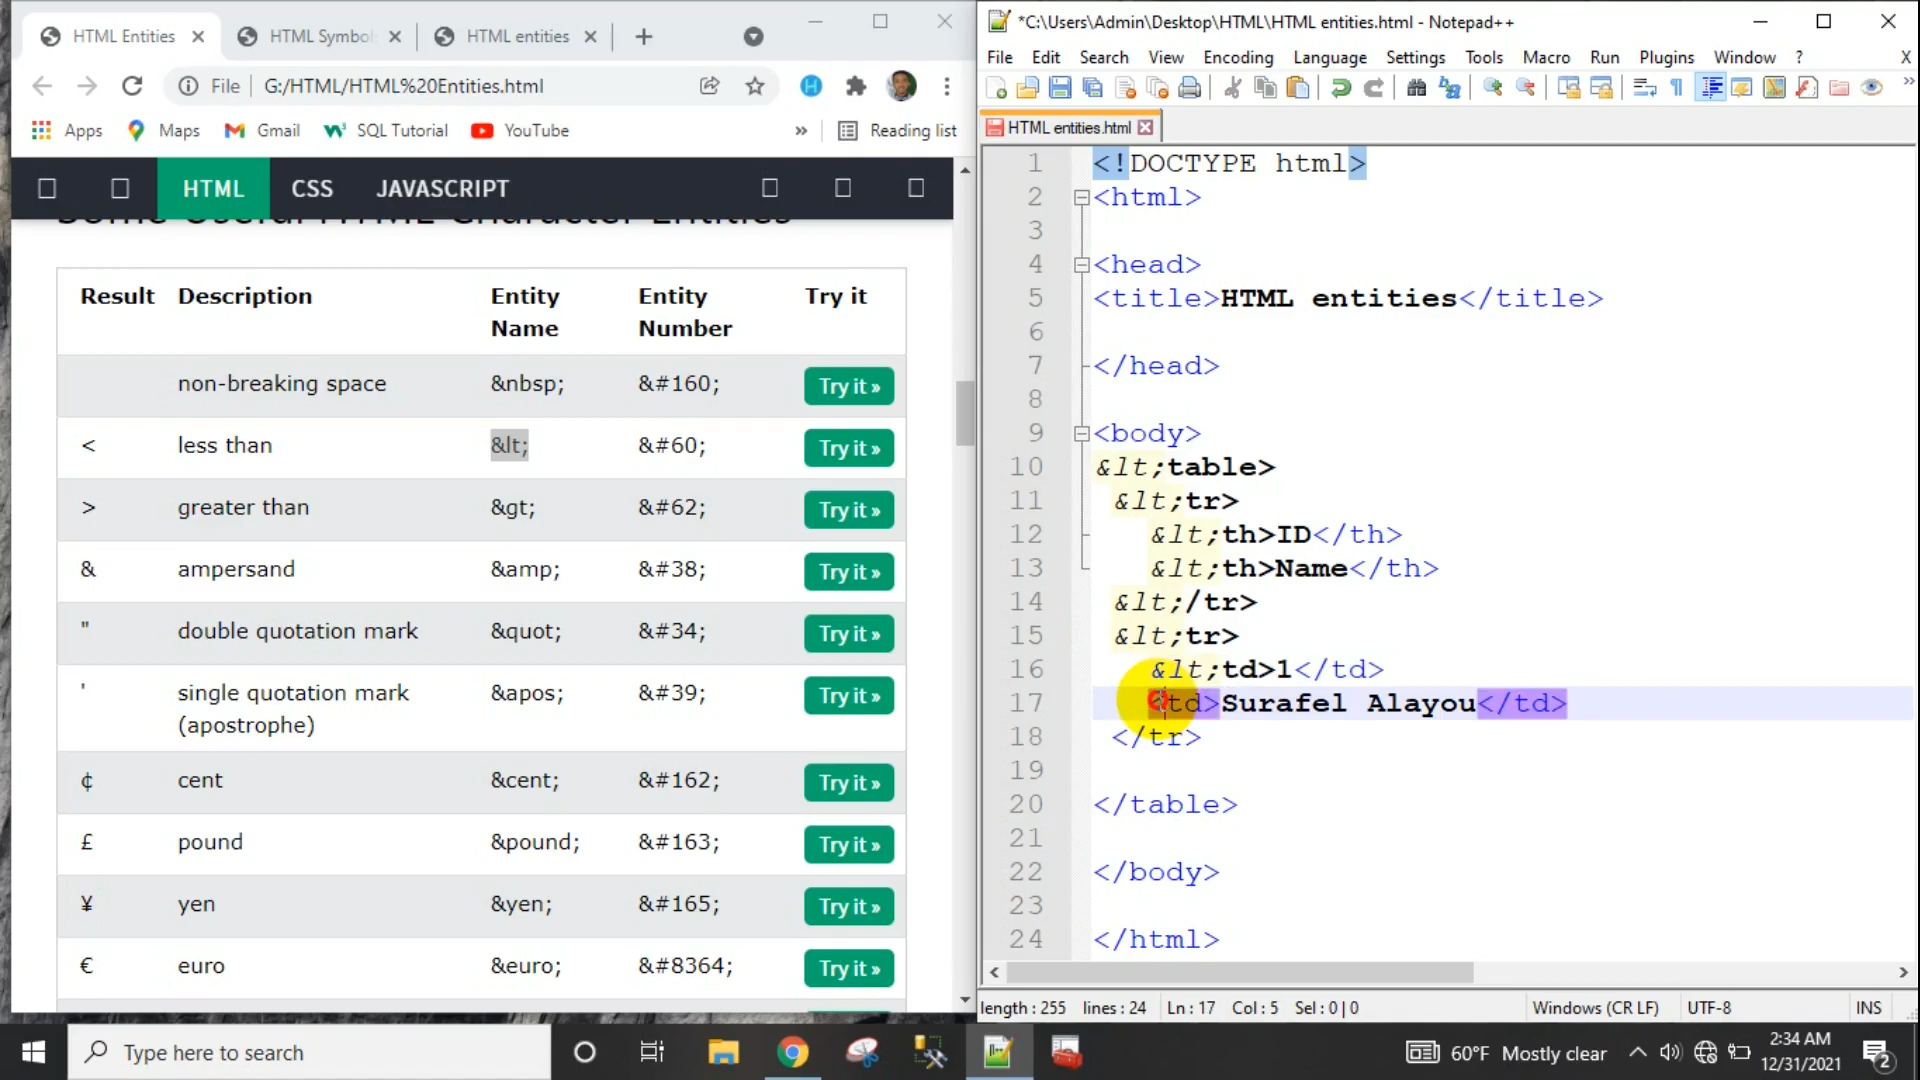 HTML Entities
HTML Symbol
HTML entities
File
G:/HTML/HTML%20Entities.html
Apps
Maps
Gmail
SQL Tutorial
YouTube
»
Reading list
HTML
CSS
JAVASCRIPT
Some Useful HTML Character Entities
Result Description Entity Name Entity Number Try it
non-breaking space &nbsp; &#160; Try it »
< less than &lt; &#60; Try it »
> greater than &gt; &#62; Try it »
& ampersand &amp; &#38; Try it »
" double quotation mark &quot; &#34; Try it »
' single quotation mark (apostrophe) &apos; &#39; Try it »
¢ cent &cent; &#162; Try it »
£ pound &pound; &#163; Try it »
¥ yen &yen; &#165; Try it »
€ euro &euro; &#8364; Try it »
*C:\Users\Admin\Desktop\HTML\HTML entities.html - Notepad++
File Edit Search View Encoding Language Settings Tools Macro Run Plugins Window ? X
HTML entities.html
1 <!DOCTYPE html>
2 <html>
3
4 <head>
5 <title>HTML entities</title>
6
7 </head>
8
9 <body>
10 &lt;table>
11 &lt;tr>
12 &lt;th>ID</th>
13 &lt;th>Name</th>
14 &lt;/tr>
15 &lt;tr>
16 &lt;td>1</td>
17 <td>Surafel Alayou</td>
18 </tr>
19
20 </table>
21
22 </body>
23
24 </html>
length : 255 lines : 24 Ln : 17 Col : 5 Sel : 0 | 0 Windows (CR LF) UTF-8 INS
Type here to search
60°F Mostly clear
2:34 AM
12/31/2021
2